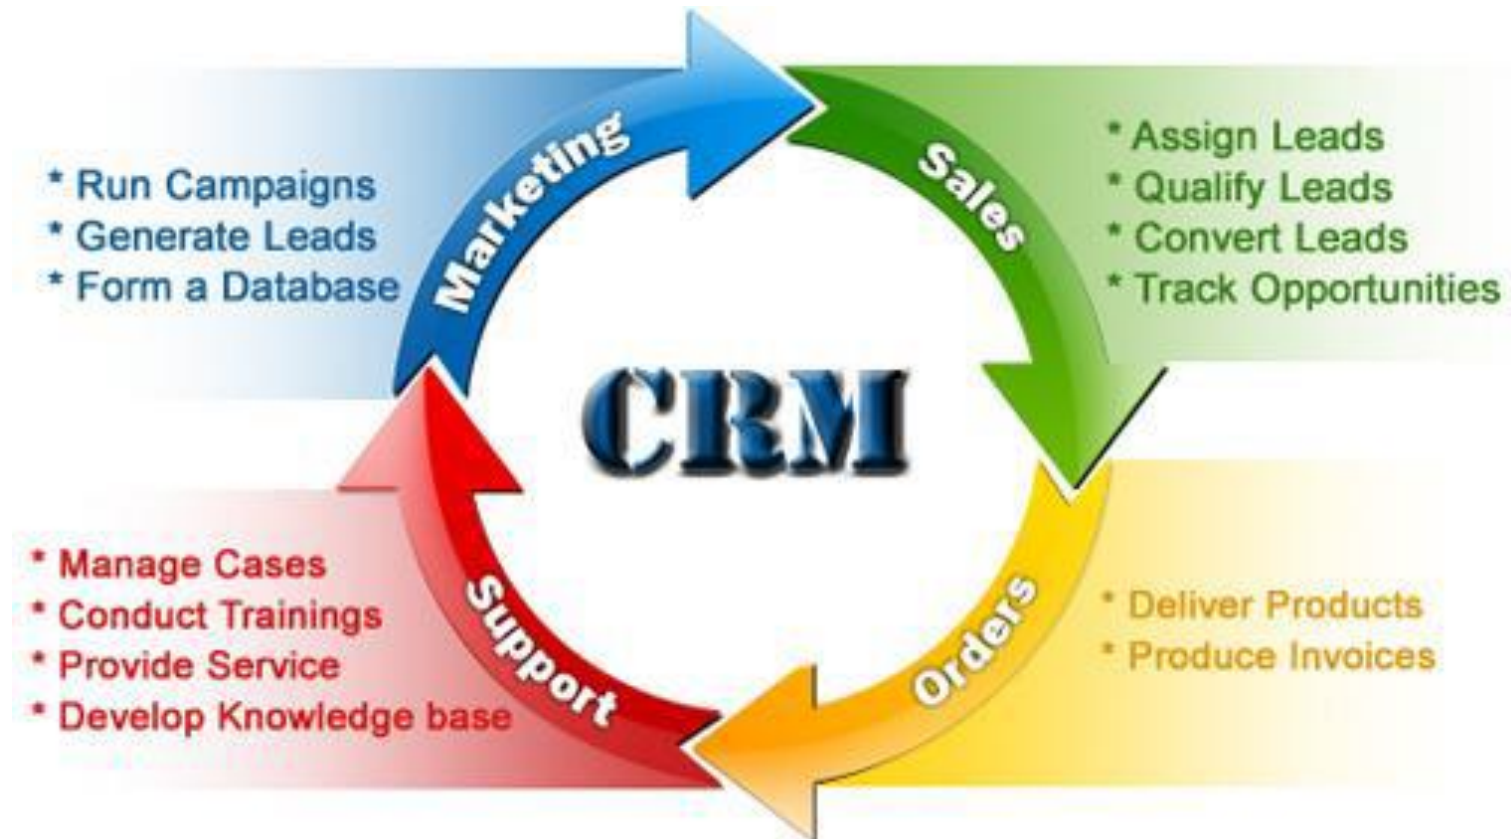 Marketing
* Run Campaigns
* Generate Leads
* Form a Database
Sales
* Assign Leads
* Qualify Leads
* Convert Leads
* Track Opportunities
CRM
Support
* Manage Cases
* Conduct Trainings
* Provide Service
* Develop Knowledge base
Orders
* Deliver Products
* Produce Invoices